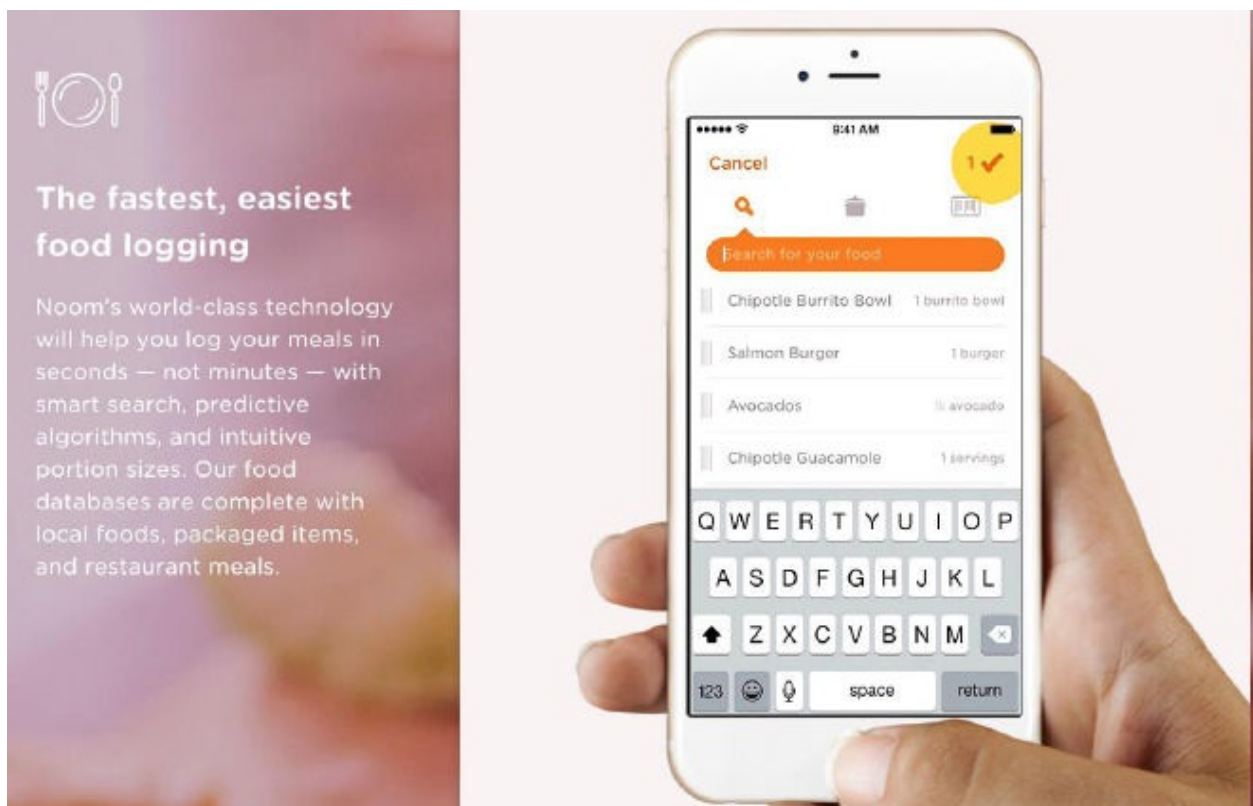 The fastest, easiest
food logging
Noom's world-class technology
will help you log your meals in
seconds — not minutes — with
smart search, predictive
algorithms, and intuitive
portion sizes. Our food
databases are complete with
local foods, packaged items,
and restaurant meals.
9:41 AM
Cancel 1
Search for your food
Chipotle Burrito Bowl 1 burrito bowl
Salmon Burger 1 burger
Avocados avocado
Chipotle Guacamole 1 servings
Q W E R T Y U I O P
A S D F G H J K L
Z X C V B N M
123 space return